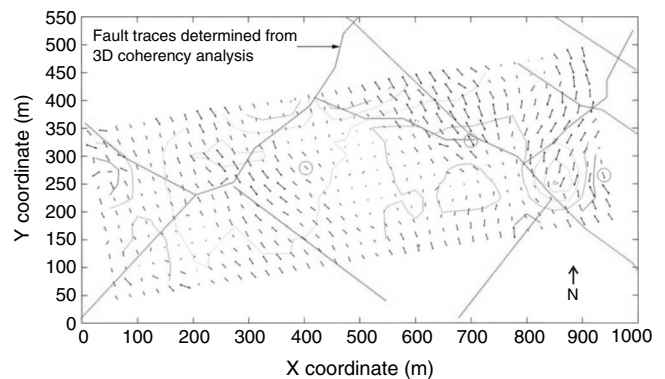 550
500
450
400
350
300
250
200
150
100
50
0
Y coordinate (m)
Fault traces determined from
3D coherency analysis
N
0 100 200 300 400 500 600 700 800 900 1000
X coordinate (m)